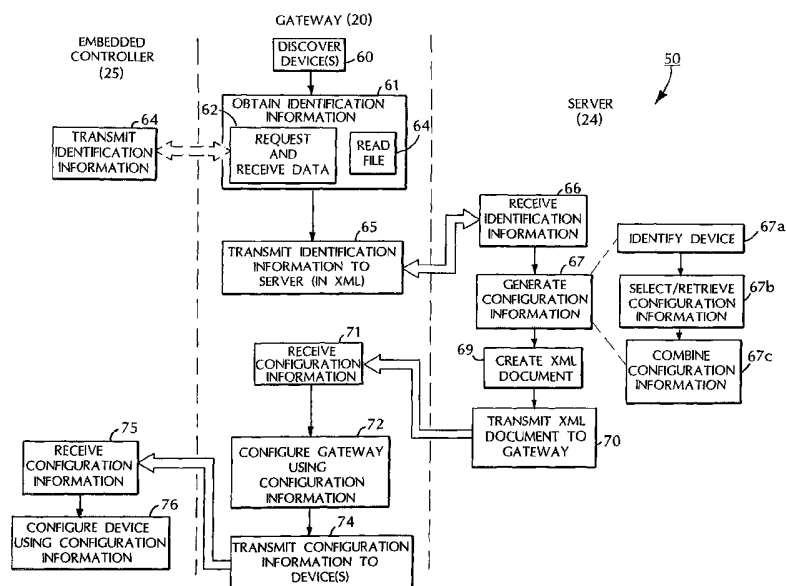 GATEWAY (20)
EMBEDDED
CONTROLLER
(25)
DISCOVER
DEVICE(S)
60
50
SERVER
(24)
61
OBTAIN IDENTIFICATION
INFORMATION
62
REQUEST
AND
RECEIVE DATA
64
READ
FILE
64
TRANSMIT
IDENTIFICATION
INFORMATION
65
TRANSMIT IDENTIFICATION
INFORMATION TO
SERVER (IN XML)
66
RECEIVE
IDENTIFICATION
INFORMATION
67
GENERATE
CONFIGURATION
INFORMATION
IDENTIFY DEVICE
67a
SELECT/RETRIEVE
CONFIGURATION
INFORMATION
67b
COMBINE
CONFIGURATION
INFORMATION
67c
69
CREATE XML
DOCUMENT
TRANSMIT XML
DOCUMENT TO
GATEWAY
70
71
RECEIVE
CONFIGURATION
INFORMATION
72
CONFIGURE GATEWAY
USING
CONFIGURATION
INFORMATION
74
TRANSMIT CONFIGURATION
INFORMATION TO
DEVICE(S)
75
RECEIVE
CONFIGURATION
INFORMATION
76
CONFIGURE DEVICE
USING CONFIGURATION
INFORMATION